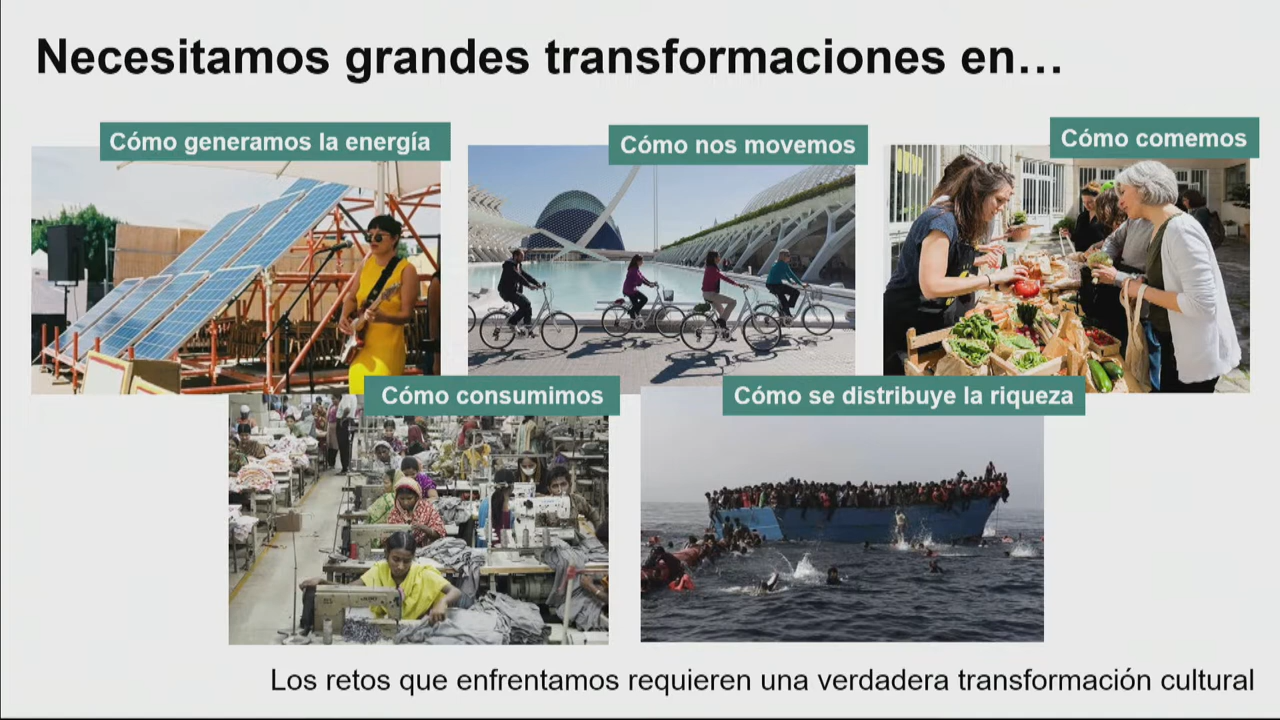 Necesitamos grandes transformaciones en…
Cómo generamos la energía
Cómo nos movemos
Cómo comemos
Cómo consumimos
Cómo se distribuye la riqueza
Los retos que enfrentamos requieren una verdadera transformación cultural